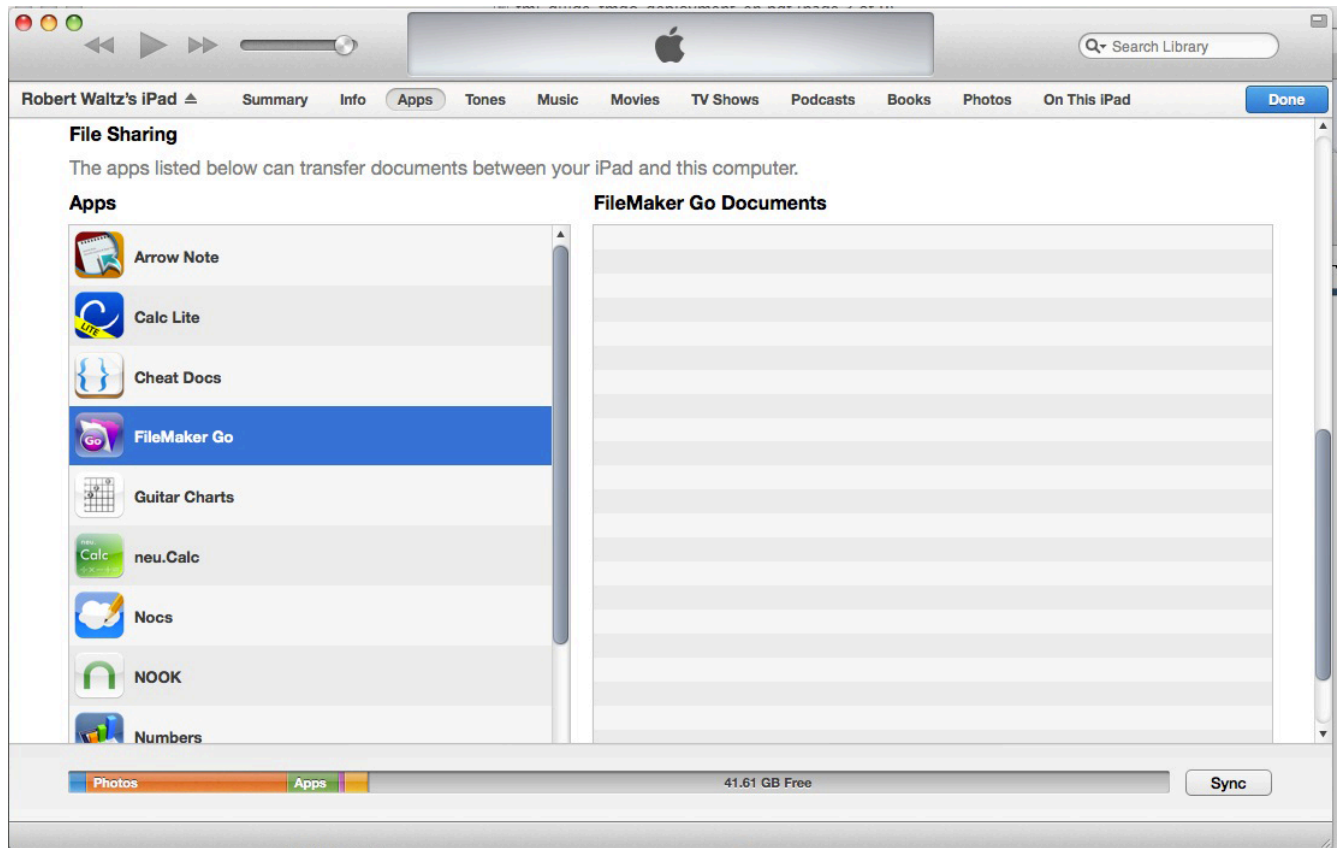 Search Library
Robert Waltz's iPad Summary Info Apps Tones Music Movies TV Shows Podcasts Books Photos On This iPad Done
File Sharing
The apps listed below can transfer documents between your iPad and this computer.
Apps FileMaker Go Documents
Arrow Note
LITE Calc Lite
Cheat Docs
Go FileMaker Go
Guitar Charts
Calc neu.Calc
Nocs
NOOK
Numbers
Photos Apps 41.61 GB Free Sync